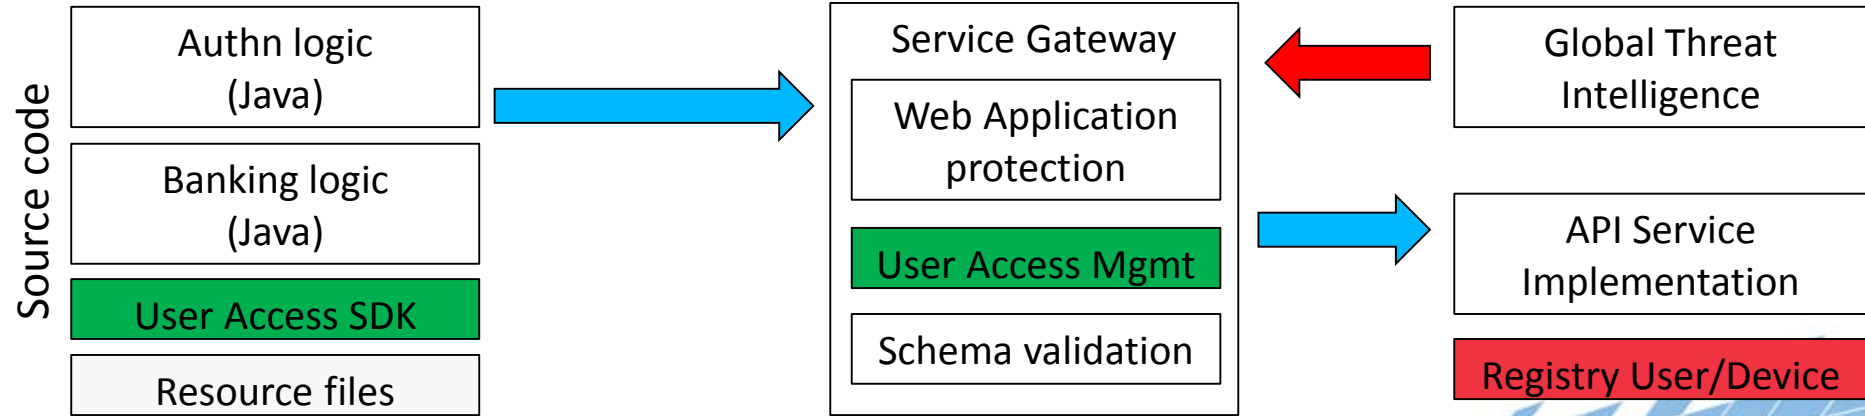 Source code
Authn logic
(Java)
Banking logic
(Java)
User Access SDK
Resource files
Service Gateway
Web Application
protection
User Access Mgmt
Schema validation
Global Threat
Intelligence
API Service
Implementation
Registry User/Device